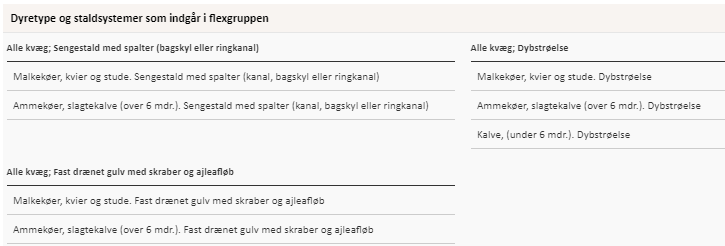 Dyretype og staldsystemer som indgår i flexgruppen
Alle kvæg; Sengestald med spalter (bagskyl eller ringkanal)
Malkekøer, kvier og stude. Sengestald med spalter (kanal, bagskyl eller ringkanal)
Ammekøer, slagtekalve (over 6 mdr.). Sengestald med spalter (kanal, bagskyl eller ringkanal)
Alle kvæg; Dybstrøelse
Malkekøer, kvier og stude. Dybstrøelse
Ammekøer, slagtekalve (over 6 mdr.). Dybstrøelse
Kalve, (under 6 mdr.). Dybstrøelse
Alle kvæg; Fast drænet gulv med skraber og ajleafløb
Malkekøer, kvier og stude. Fast drænet gulv med skraber og ajleafløb
Ammekøer, slagtekalve (over 6 mdr.). Fast drænet gulv med skraber og ajleafløb